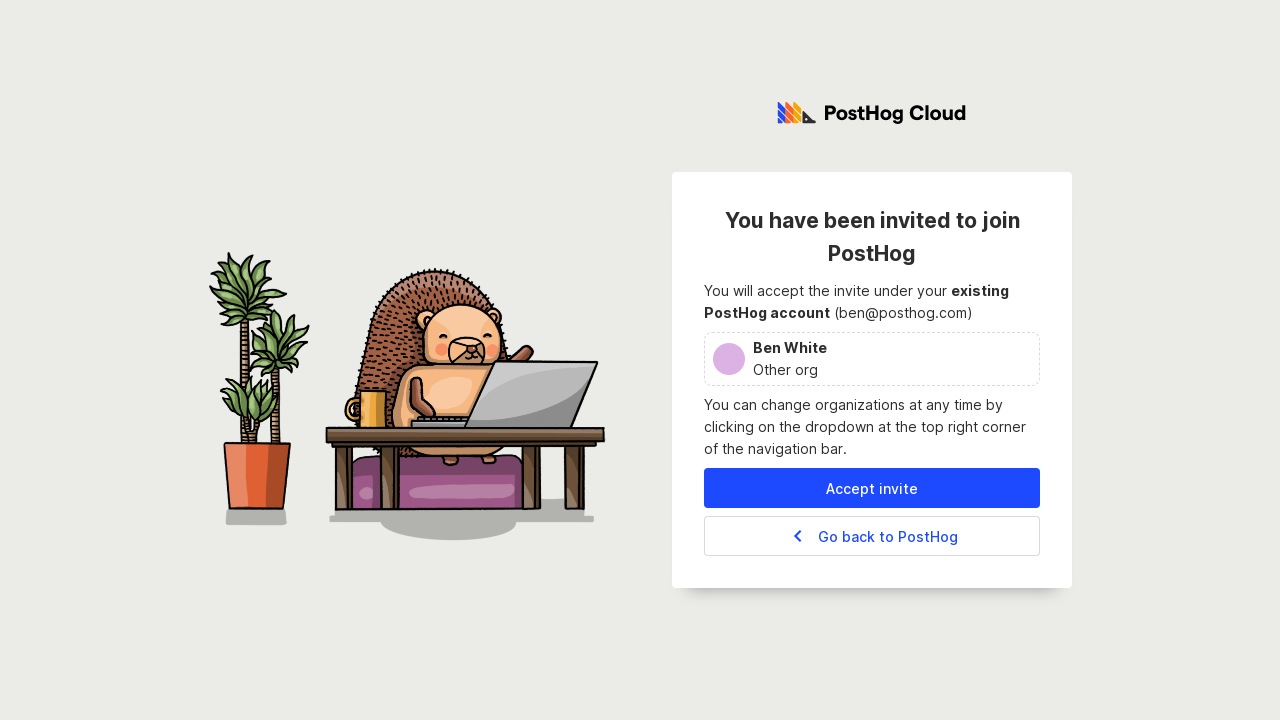 PostHog Cloud
You have been invited to join
PostHog
You will accept the invite under your existing
PostHog account (ben@posthog.com)
Ben White
Other org
You can change organizations at any time by
clicking on the dropdown at the top right corner
of the navigation bar.
Accept invite
Go back to PostHog